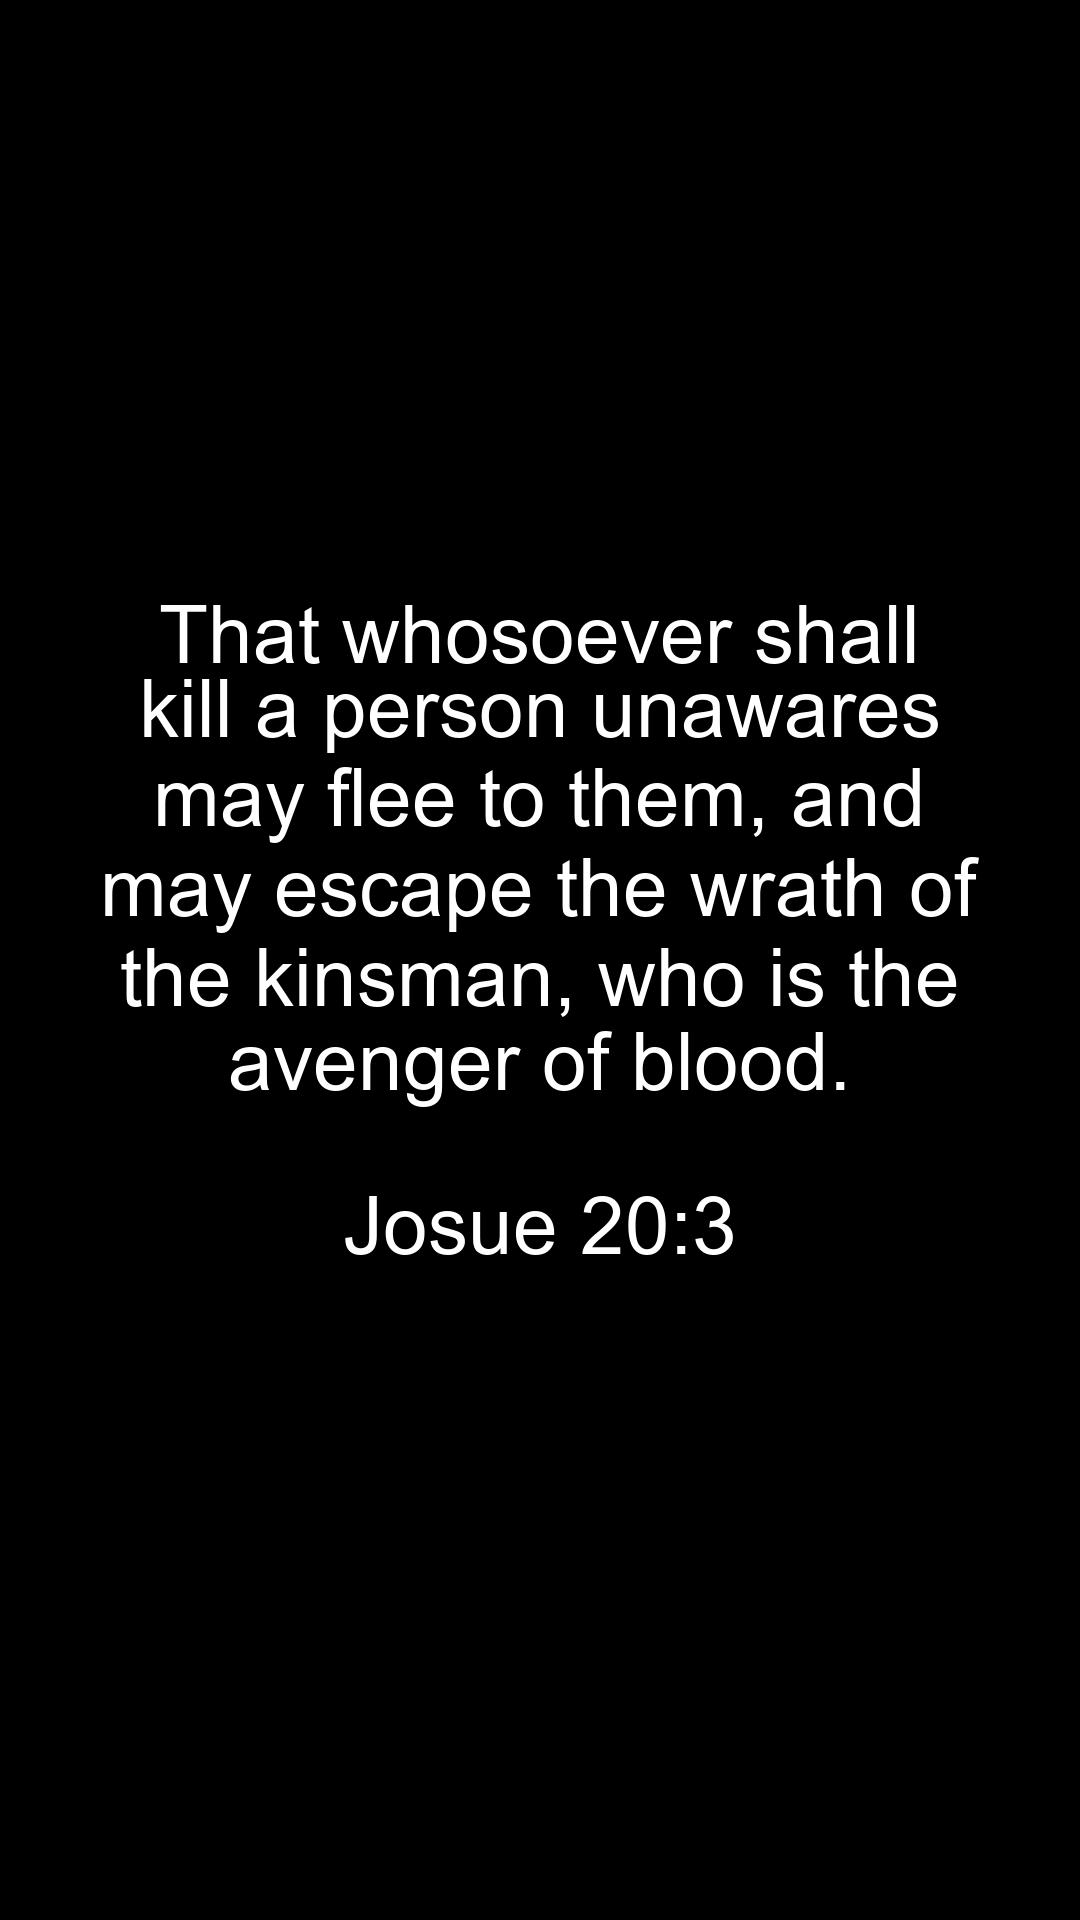 That whosoever shall
kill a person unawares
may flee to them, and
may escape the wrath of
the kinsman, who is the
avenger of blood.
Josue 20:3